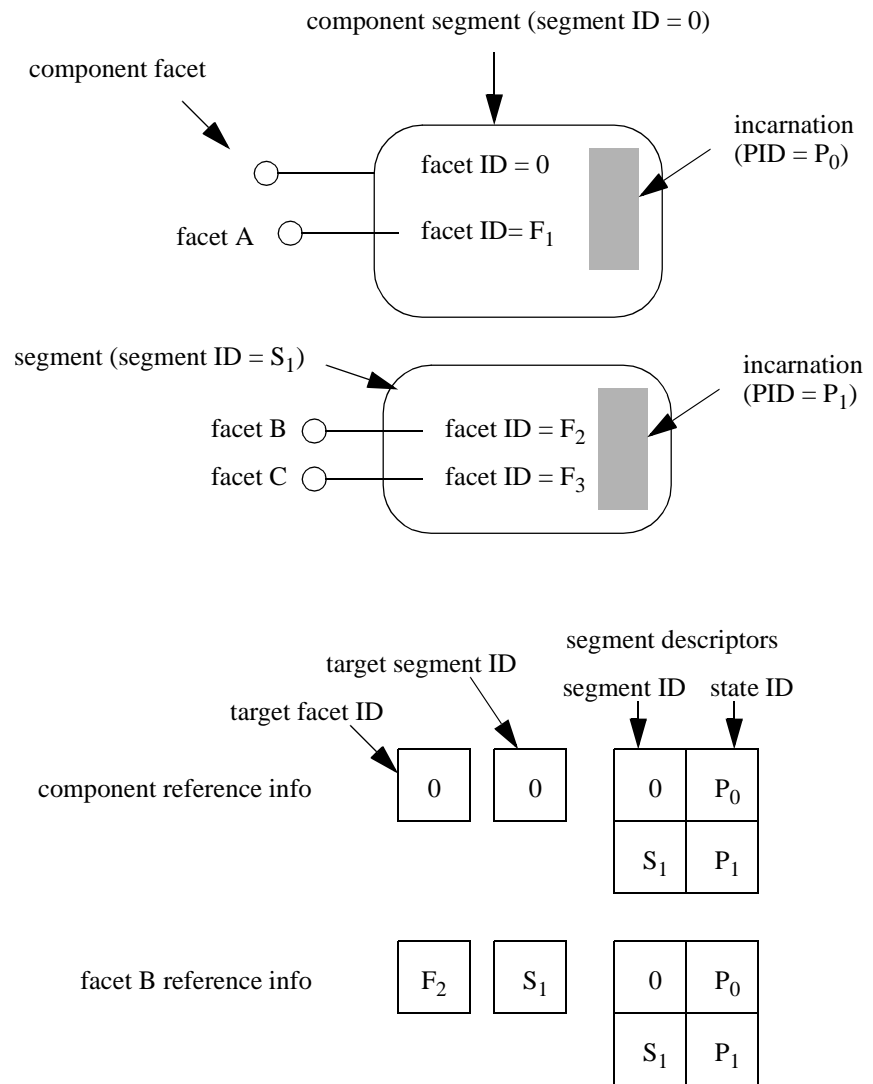 component segment (segment ID = 0)
component facet
incarnation
(PID = P₀)
facet ID = 0
facet A
facet ID= F₁
segment (segment ID = S₁)
incarnation
(PID = P₁)
facet B
facet ID = F₂
facet C
facet ID = F₃
segment descriptors
target segment ID
segment ID state ID
target facet ID
component reference info 0 0 0 P₀
S₁ P₁
facet B reference info F₂ S₁ 0 P₀
S₁ P₁